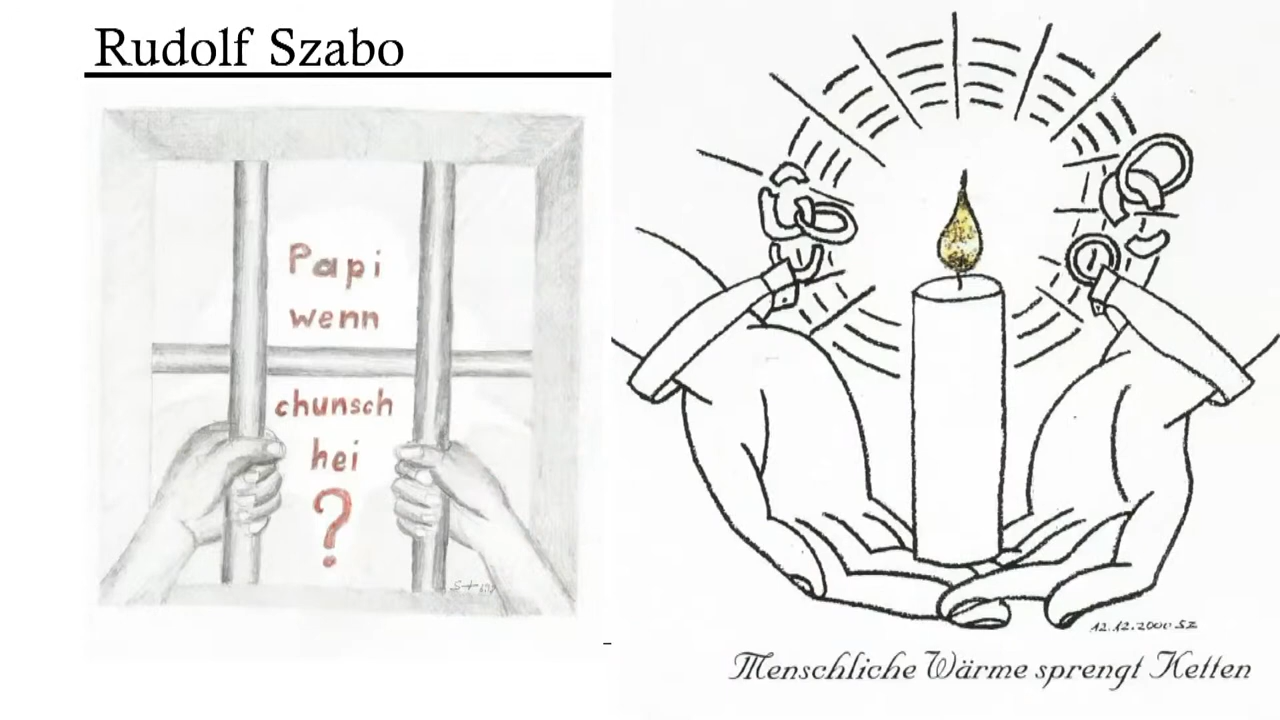 Rudolf Szabo
Papi
wenn
chunsch
hei
?
12.12.2000 SZ
Menschliche Wärme sprengt Ketten